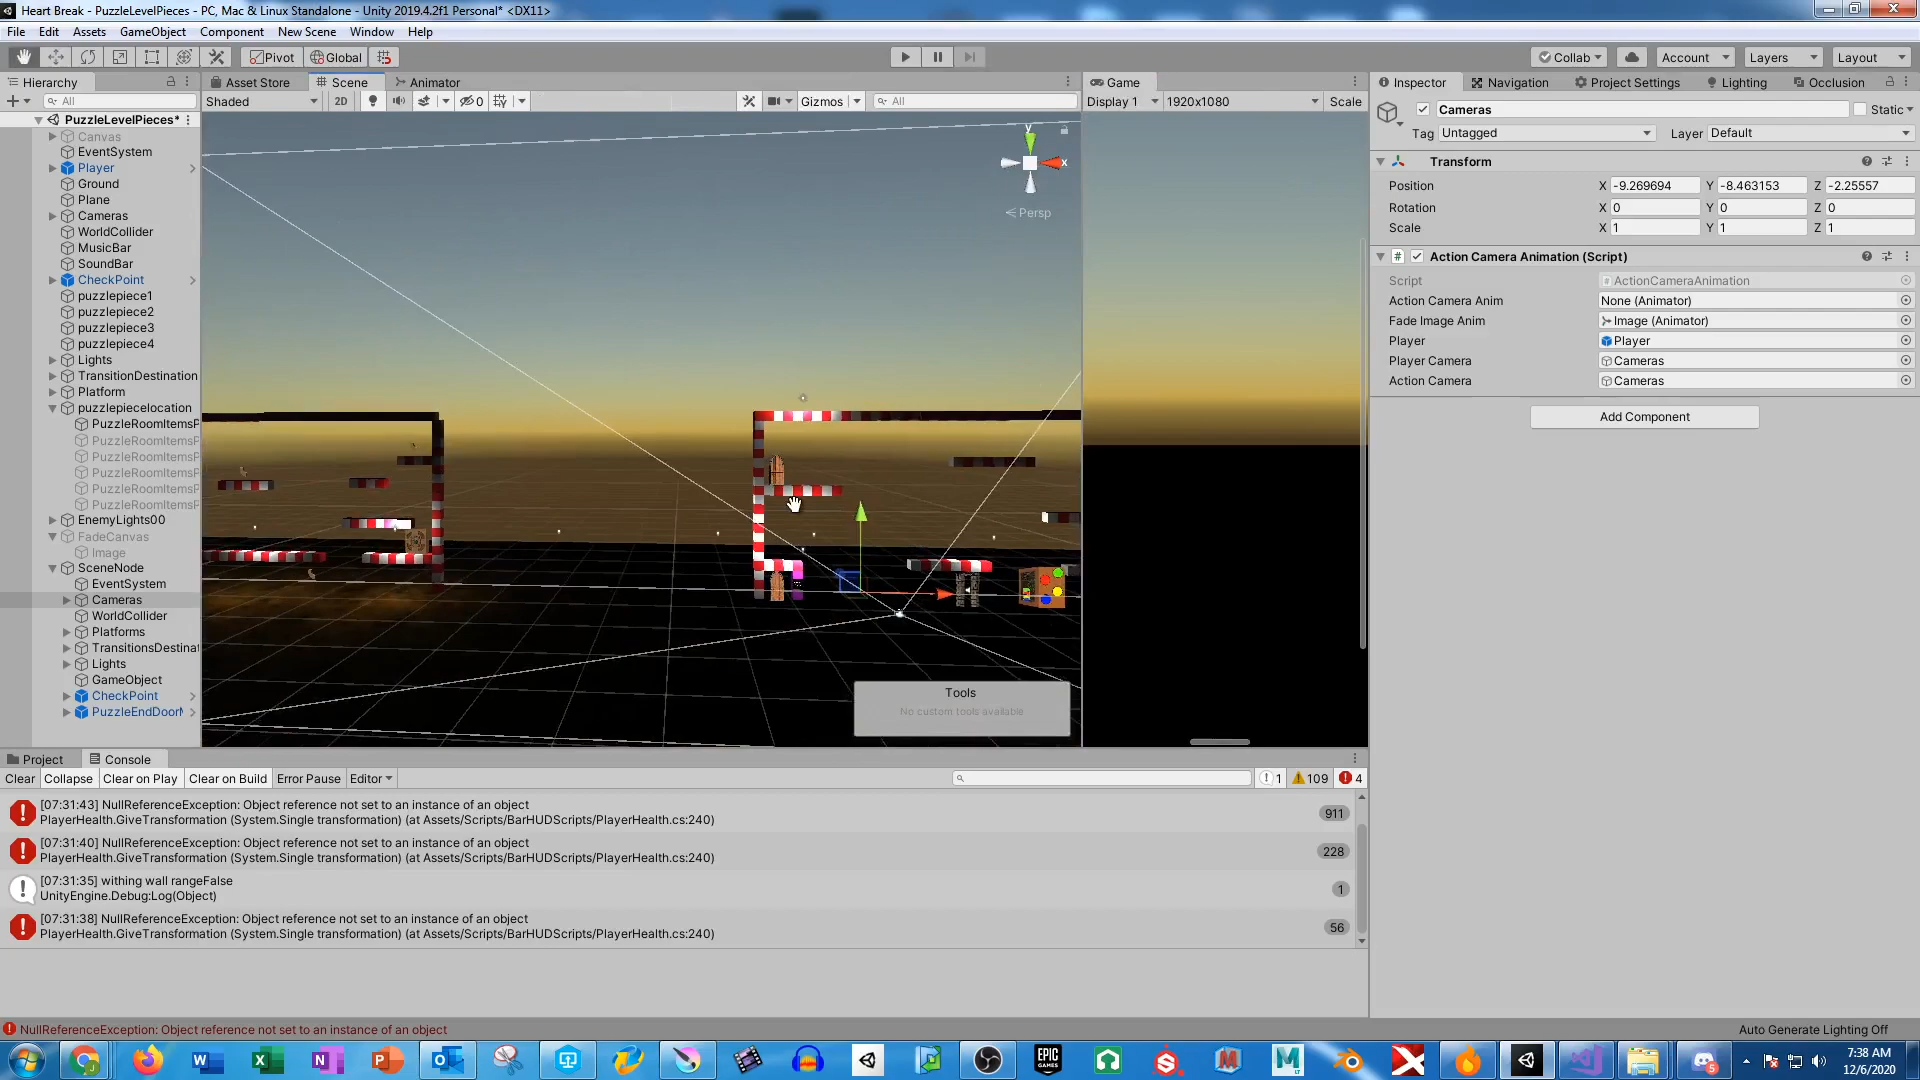 Heart Break - PuzzleLevelPieces - PC, Mac & Linux Standalone - Unity 2019.4.2f1 Personal* <DX11>
File Edit Assets GameObject Component New Scene Window Help
Pivot Global Collab Account Layers Layout
Hierarchy Asset Store Scene Animator Game Inspector Navigation Project Settings Lighting Occlusion
All Shaded 2D 0 Gizmos All Display 1 1920x1080 Scale
Cameras Static
Tag Untagged Layer Default
Transform
Position X -9.269694 Y -8.463153 Z -2.25557
Rotation X 0 Y 0 Z 0
Scale X 1 Y 1 Z 1
Action Camera Animation (Script)
Script ActionCameraAnimation
Action Camera Anim None (Animator)
Fade Image Anim Image (Animator)
Player Player
Player Camera Cameras
Action Camera Cameras
Add Component
PuzzleLevelPieces*
Canvas
EventSystem
Player
Ground
Plane
Cameras
WorldCollider
MusicBar
SoundBar
CheckPoint
puzzlepiece1
puzzlepiece2
puzzlepiece3
puzzlepiece4
Lights
TransitionDestination
Platform
puzzlepiecelocation
PuzzleRoomItemsP
PuzzleRoomItemsP
PuzzleRoomItemsP
PuzzleRoomItemsP
PuzzleRoomItemsP
PuzzleRoomItemsP
EnemyLights00
FadeCanvas
Image
SceneNode
EventSystem
Cameras
WorldCollider
Platforms
TransitionsDestinat
Lights
GameObject
CheckPoint
PuzzleEndDoorM
y
x
Persp
Tools
No custom tools available
Project Console
Clear Collapse Clear on Play Clear on Build Error Pause Editor 1 109 4
[07:31:43] NullReferenceException: Object reference not set to an instance of an object
PlayerHealth.GiveTransformation (System.Single transformation) (at Assets/Scripts/BarHUDScripts/PlayerHealth.cs:240) 911
[07:31:40] NullReferenceException: Object reference not set to an instance of an object
PlayerHealth.GiveTransformation (System.Single transformation) (at Assets/Scripts/BarHUDScripts/PlayerHealth.cs:240) 228
[07:31:35] withing wall rangeFalse
UnityEngine.Debug:Log(Object) 1
[07:31:38] NullReferenceException: Object reference not set to an instance of an object
PlayerHealth.GiveTransformation (System.Single transformation) (at Assets/Scripts/BarHUDScripts/PlayerHealth.cs:240) 56
NullReferenceException: Object reference not set to an instance of an object
Auto Generate Lighting Off
EPIC GAMES
7:38 AM
12/6/2020